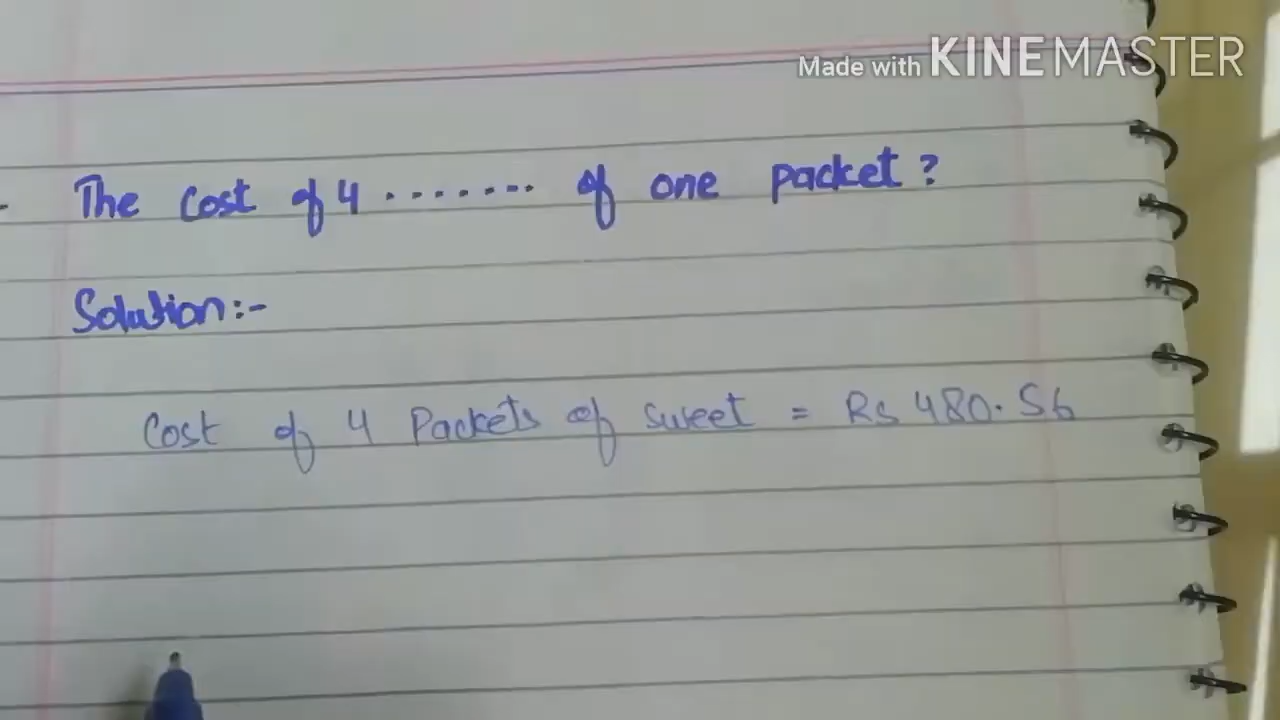 Made with KINEMASTER
The cost of 4 ........ of one packet?
Solution:-
Cost of 4 Packets of sweet = Rs 480.56